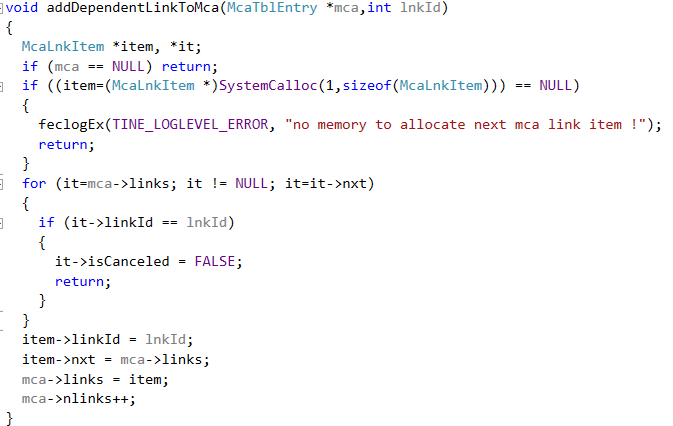 void addDependentLinkToMca(McaTblEntry *mca,int lnkId)
{
  McaLnkItem *item, *it;
  if (mca == NULL) return;
  if ((item=(McaLnkItem *)SystemCalloc(1,sizeof(McaLnkItem))) == NULL)
  {
    feclogEx(TINE_LOGLEVEL_ERROR, "no memory to allocate next mca link item !");
    return;
  }
  for (it=mca->links; it != NULL; it=it->nxt)
  {
    if (it->linkId == lnkId)
    {
      it->isCanceled = FALSE;
      return;
    }
  }
  item->linkId = lnkId;
  item->nxt = mca->links;
  mca->links = item;
  mca->nlinks++;
}